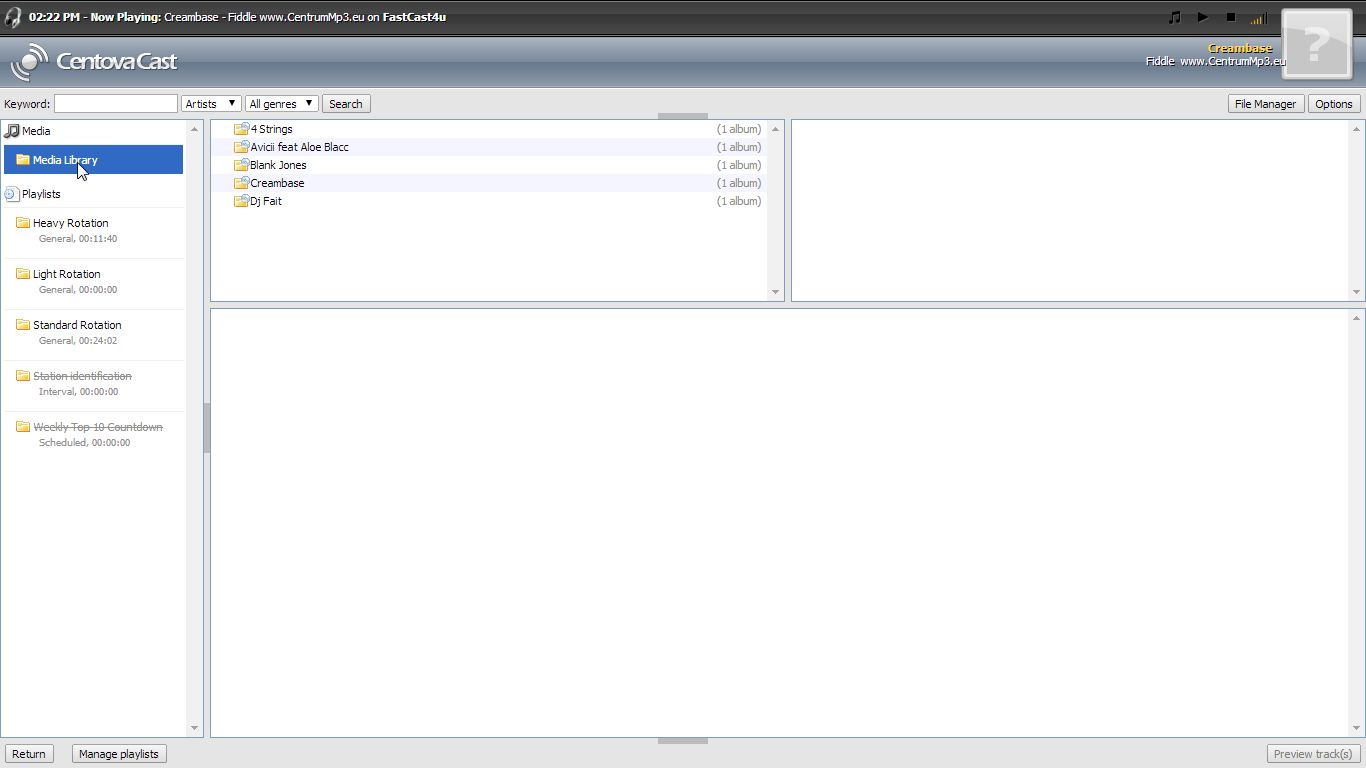 02:22 PM - Now Playing: Creambase - Fiddle www.CentrumMp3.eu on FastCast4u
CentovaCast
Creambase
Fiddle www.CentrumMp3.eu
?
Keyword: Artists All genres Search File Manager Options
Media
Media Library
Playlists
Heavy Rotation
General, 00:11:40
Light Rotation
General, 00:00:00
Standard Rotation
General, 00:24:02
Station identification
Interval, 00:00:00
Weekly Top 10 Countdown
Scheduled, 00:00:00
4 Strings (1 album)
Avicii feat Aloe Blacc (1 album)
Blank Jones (1 album)
Creambase (1 album)
Dj Fait (1 album)
Return Manage playlists Preview track(s)